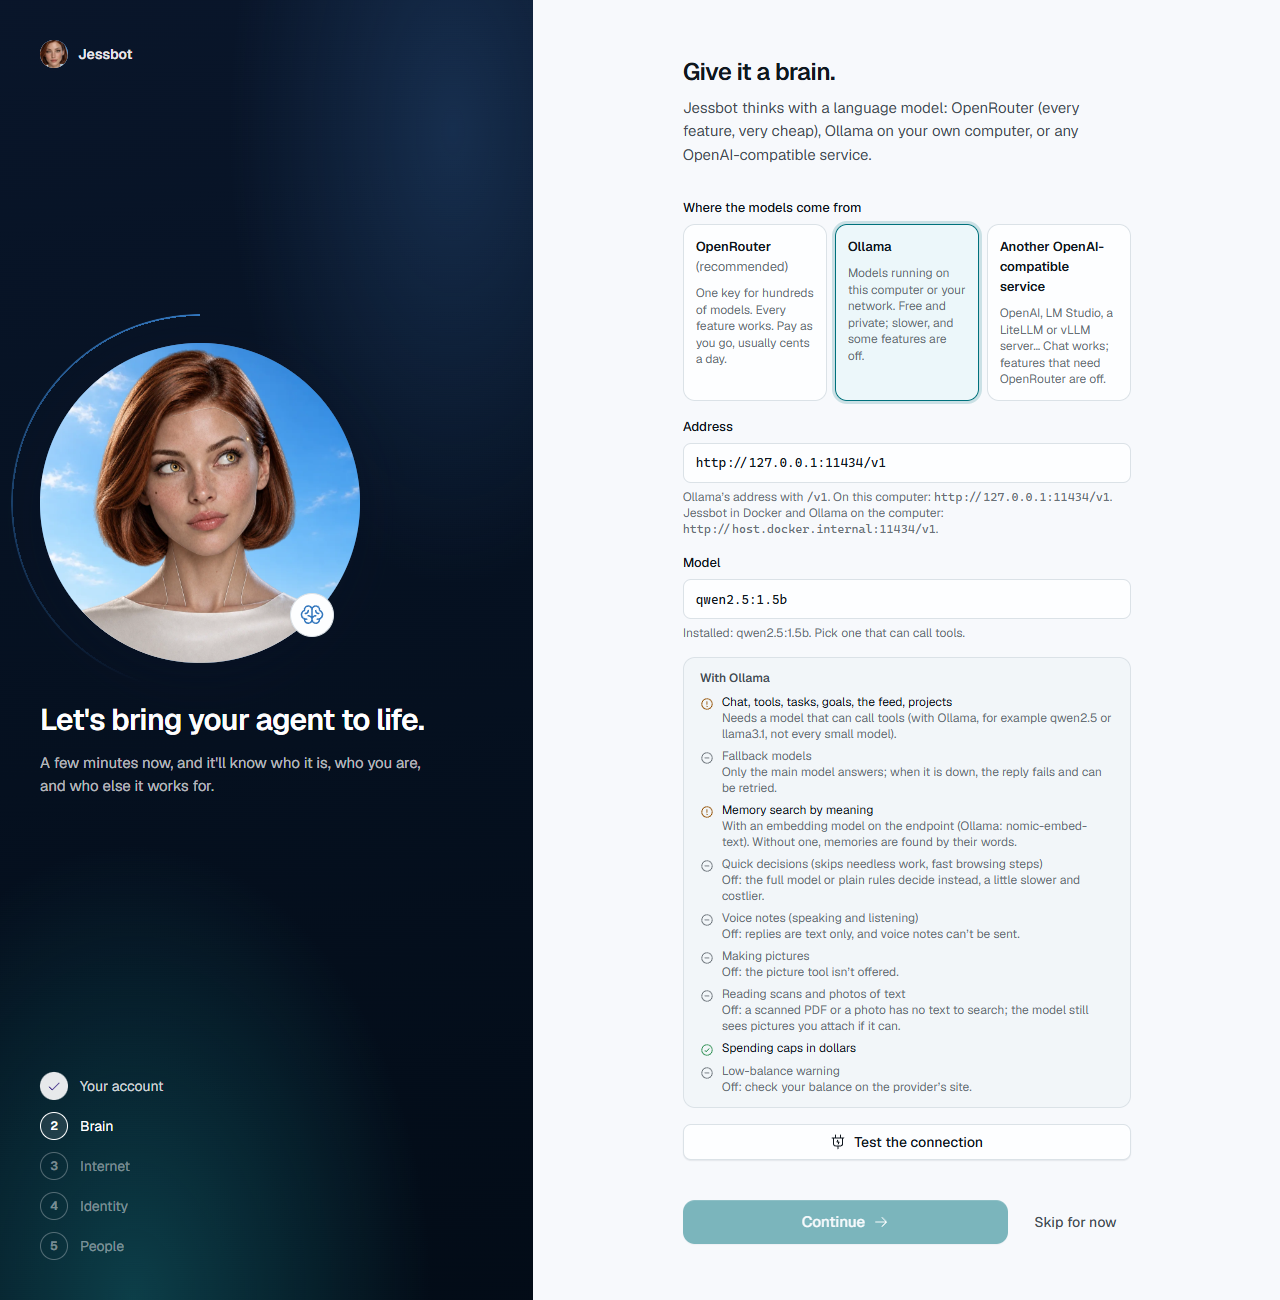 Jessbot
Let's bring your agent to life.
A few minutes now, and it'll know who it is, who you are,
and who else it works for.
Your account
2 Brain
3 Internet
4 Identity
5 People
Give it a brain.
Jessbot thinks with a language model: OpenRouter (every
feature, very cheap), Ollama on your own computer, or any
OpenAI-compatible service.
Where the models come from
OpenRouter
(recommended)
One key for hundreds
of models. Every
feature works. Pay as
you go, usually cents
a day.
Ollama
Models running on
this computer or your
network. Free and
private; slower, and
some features are
off.
Another OpenAI-
compatible
service
OpenAI, LM Studio, a
LiteLLM or vLLM
server… Chat works;
features that need
OpenRouter are off.
Address
http://127.0.0.1:11434/v1
Ollama's address with /v1. On this computer: http://127.0.0.1:11434/v1.
Jessbot in Docker and Ollama on the computer:
http://host.docker.internal:11434/v1.
Model
qwen2.5:1.5b
Installed: qwen2.5:1.5b. Pick one that can call tools.
With Ollama
Chat, tools, tasks, goals, the feed, projects
Needs a model that can call tools (with Ollama, for example qwen2.5 or
llama3.1, not every small model).
Fallback models
Only the main model answers; when it is down, the reply fails and can
be retried.
Memory search by meaning
With an embedding model on the endpoint (Ollama: nomic-embed-
text). Without one, memories are found by their words.
Quick decisions (skips needless work, fast browsing steps)
Off: the full model or plain rules decide instead, a little slower and
costlier.
Voice notes (speaking and listening)
Off: replies are text only, and voice notes can't be sent.
Making pictures
Off: the picture tool isn't offered.
Reading scans and photos of text
Off: a scanned PDF or a photo has no text to search; the model still
sees pictures you attach if it can.
Spending caps in dollars
Low-balance warning
Off: check your balance on the provider's site.
Test the connection
Continue
Skip for now